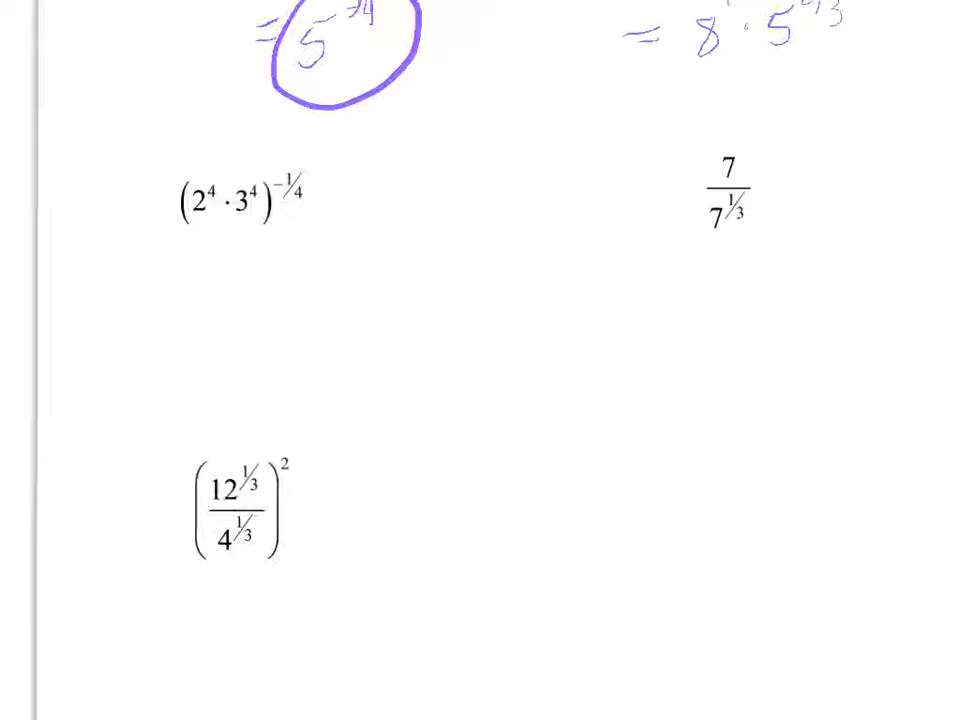 = 5
= 8 · 5
(2⁴ · 3⁴)^(-1/4)
7 / 7^(1/3)
(12^(1/3) / 4^(1/3))²